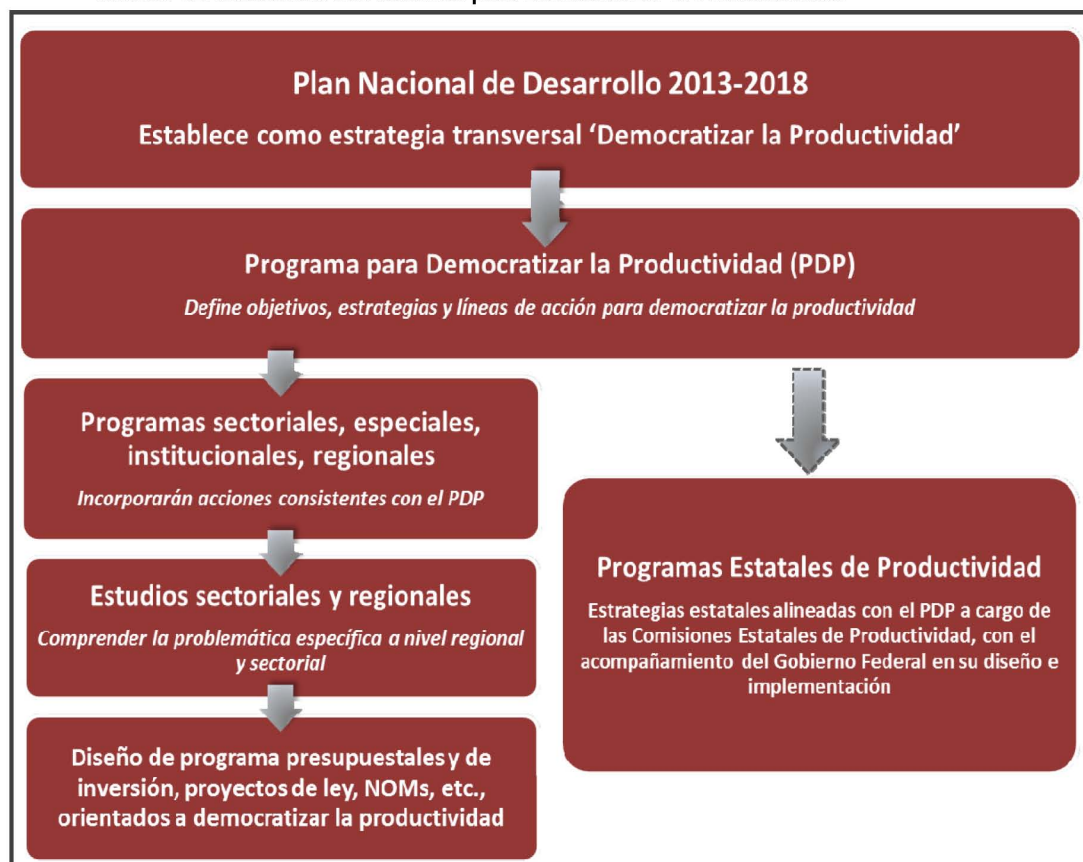 Plan Nacional de Desarrollo 2013-2018
Establece como estrategia transversal ‘Democratizar la Productividad’
Programa para Democratizar la Productividad (PDP)
Define objetivos, estrategias y líneas de acción para democratizar la productividad
Programas sectoriales, especiales,
institucionales, regionales
Incorporarán acciones consistentes con el PDP
Estudios sectoriales y regionales
Comprender la problemática específica a nivel regional
y sectorial
Diseño de programa presupuestales y de
inversión, proyectos de ley, NOMs, etc.,
orientados a democratizar la productividad
Programas Estatales de Productividad
Estrategias estatales alineadas con el PDP a cargo de
las Comisiones Estatales de Productividad, con el
acompañamiento del Gobierno Federal en su diseño e
implementación